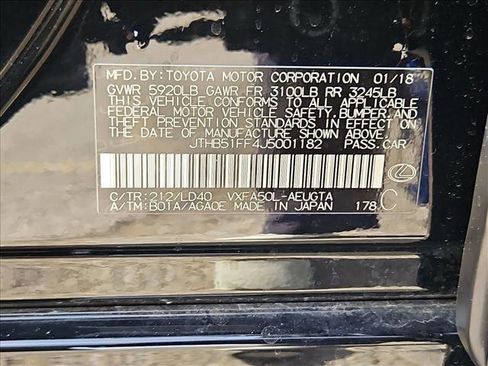 MFD. BY: TOYOTA MOTOR CORPORATION 01/18
GVWR 5920LB GAWR FR 3100LB RR 3245LB
THIS VEHICLE CONFORMS TO ALL APPLICABLE
FEDERAL MOTOR VEHICLE SAFETY, BUMPER, AND
THEFT PREVENTION STANDARDS IN EFFECT ON
THE DATE OF MANUFACTURE SHOWN ABOVE.
JTHB51FF4J5001182 PASS. CAR
C/TR: 212/LD40 VXFA50L-AEUGTA
A/TM: B01A/AGA0E MADE IN JAPAN 178 C